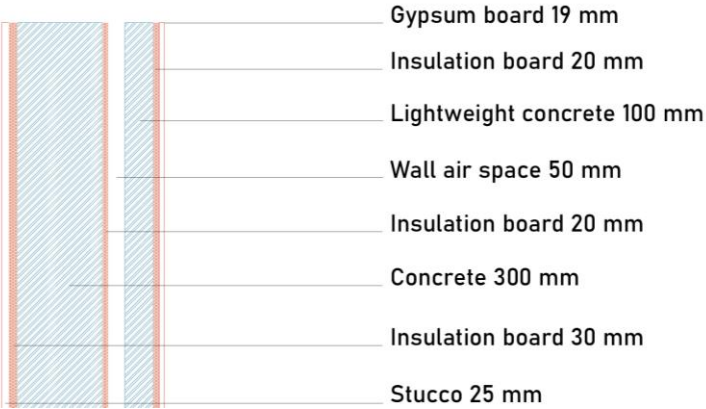 Gypsum board 19 mm
Insulation board 20 mm
Lightweight concrete 100 mm
Wall air space 50 mm
Insulation board 20 mm
Concrete 300 mm
Insulation board 30 mm
Stucco 25 mm